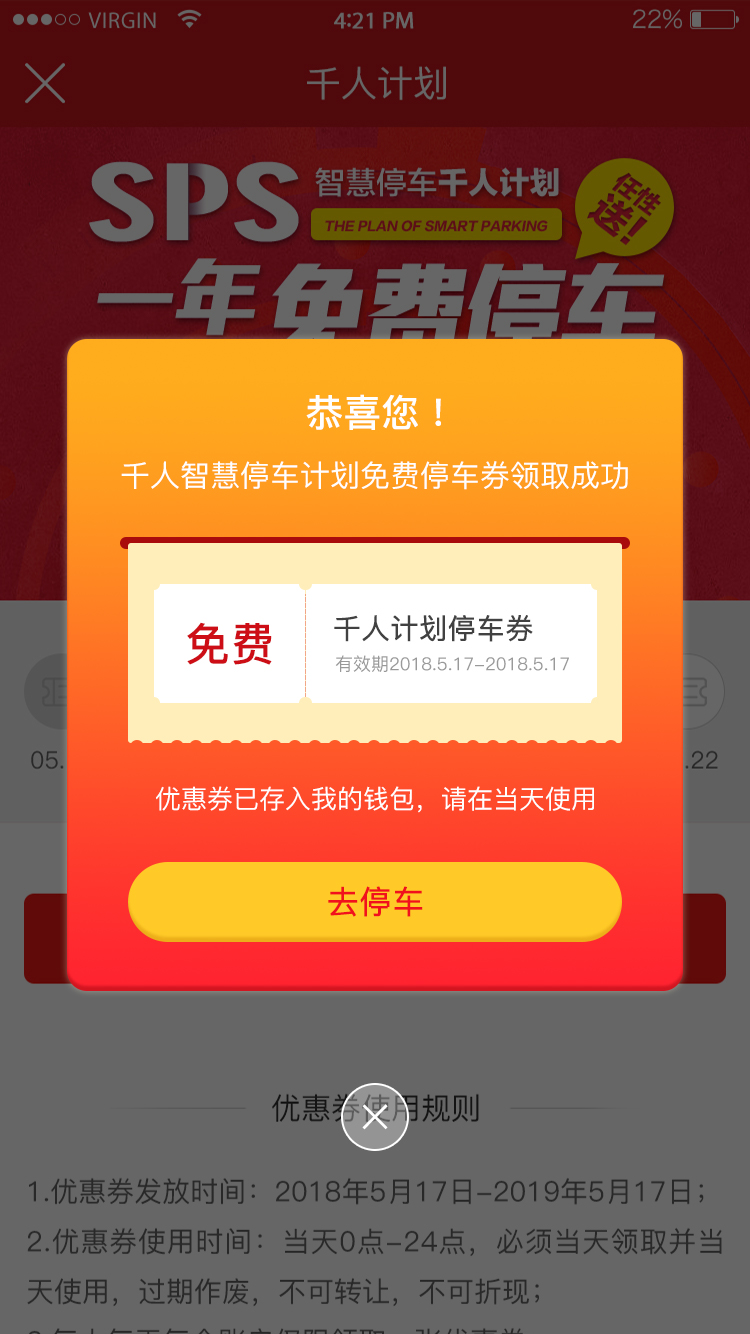 VIRGIN
4:21 PM
22%
千人计划
SPS
智慧停车千人计划
THE PLAN OF SMART PARKING
任性
送!
一年免费停车
恭喜您！
千人智慧停车计划免费停车券领取成功
免费
千人计划停车券
有效期2018.5.17-2018.5.17
05.
.22
优惠券已存入我的钱包，请在当天使用
去停车
优惠券使用规则
1.优惠券发放时间：2018年5月17日-2019年5月17日；
2.优惠券使用时间：当天0点-24点，必须当天领取并当
天使用，过期作废，不可转让，不可折现；